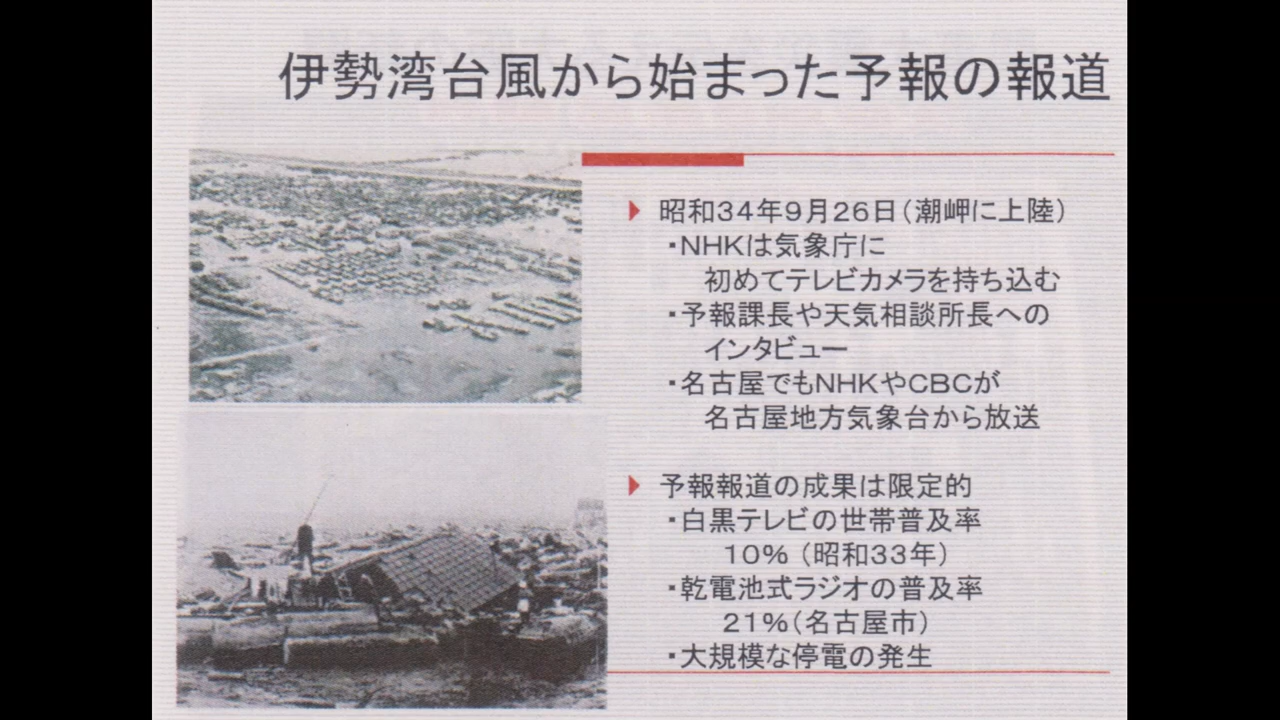 伊勢湾台風から始まった予報の報道
昭和34年9月26日(潮岬に上陸)
・NHKは気象庁に
初めてテレビカメラを持ち込む
・予報課長や天気相談所長への
インタビュー
・名古屋でもNHKやCBCが
名古屋地方気象台から放送
予報報道の成果は限定的
・白黒テレビの世帯普及率
10% (昭和33年)
・乾電池式ラジオの普及率
21%(名古屋市)
・大規模な停電の発生